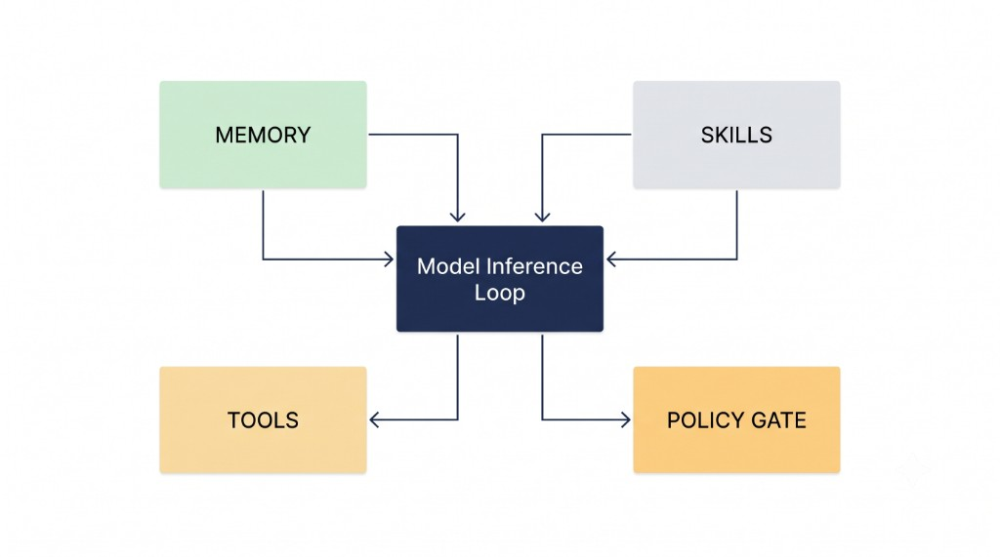 MEMORY
SKILLS
Model Inference
Loop
TOOLS
POLICY GATE